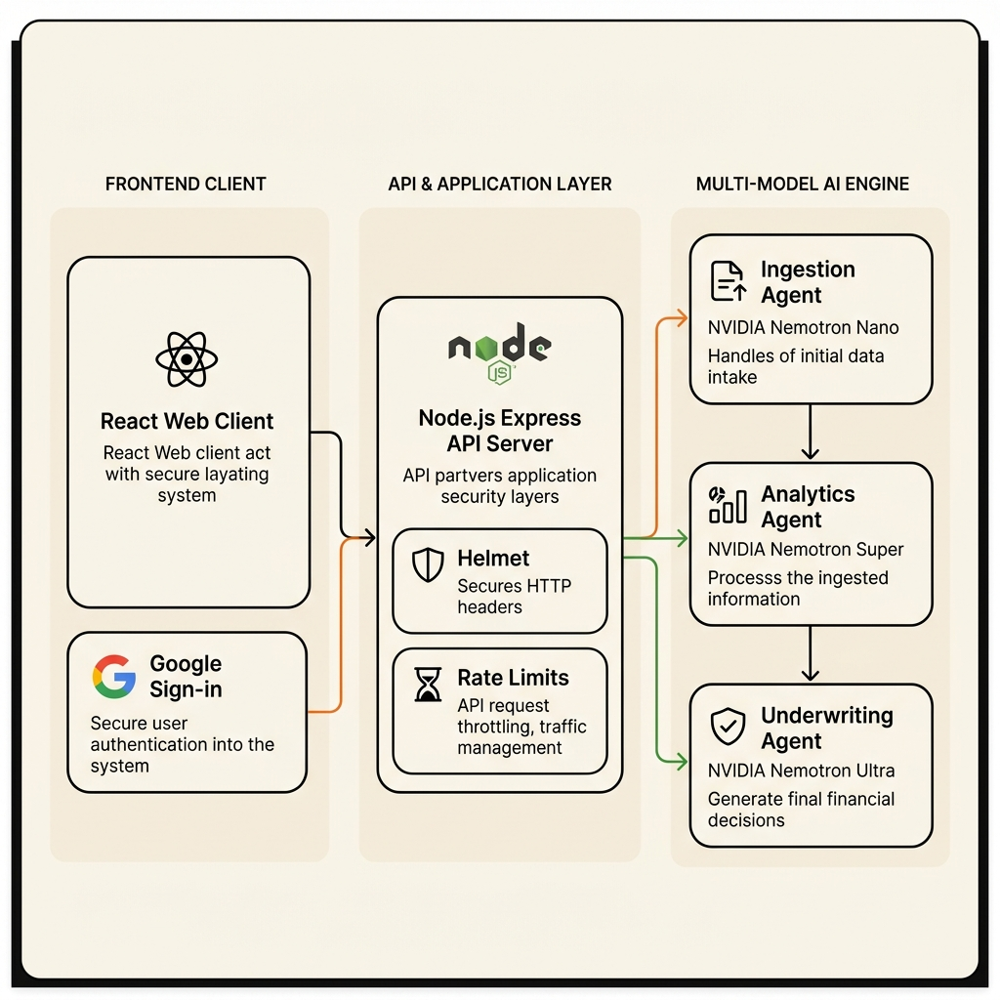 FRONTEND CLIENT
React Web Client
React Web client act
with secure layating
system
Google
Sign-in
Secure user
authentication into the
system
API & APPLICATION LAYER
node
JS
Node.js Express
API Server
API partvers application
security layers
Helmet
Secures HTTP
headers
Rate Limits
API request
throttling, traffic
management
MULTI-MODEL AI ENGINE
Ingestion
Agent
NVIDIA Nemotron Nano
Handles of initial data
intake
Analytics
Agent
NVIDIA Nemotron Super
Processs the ingested
information
Underwriting
Agent
NVIDIA Nemotron Ultra
Generate final financial
decisions